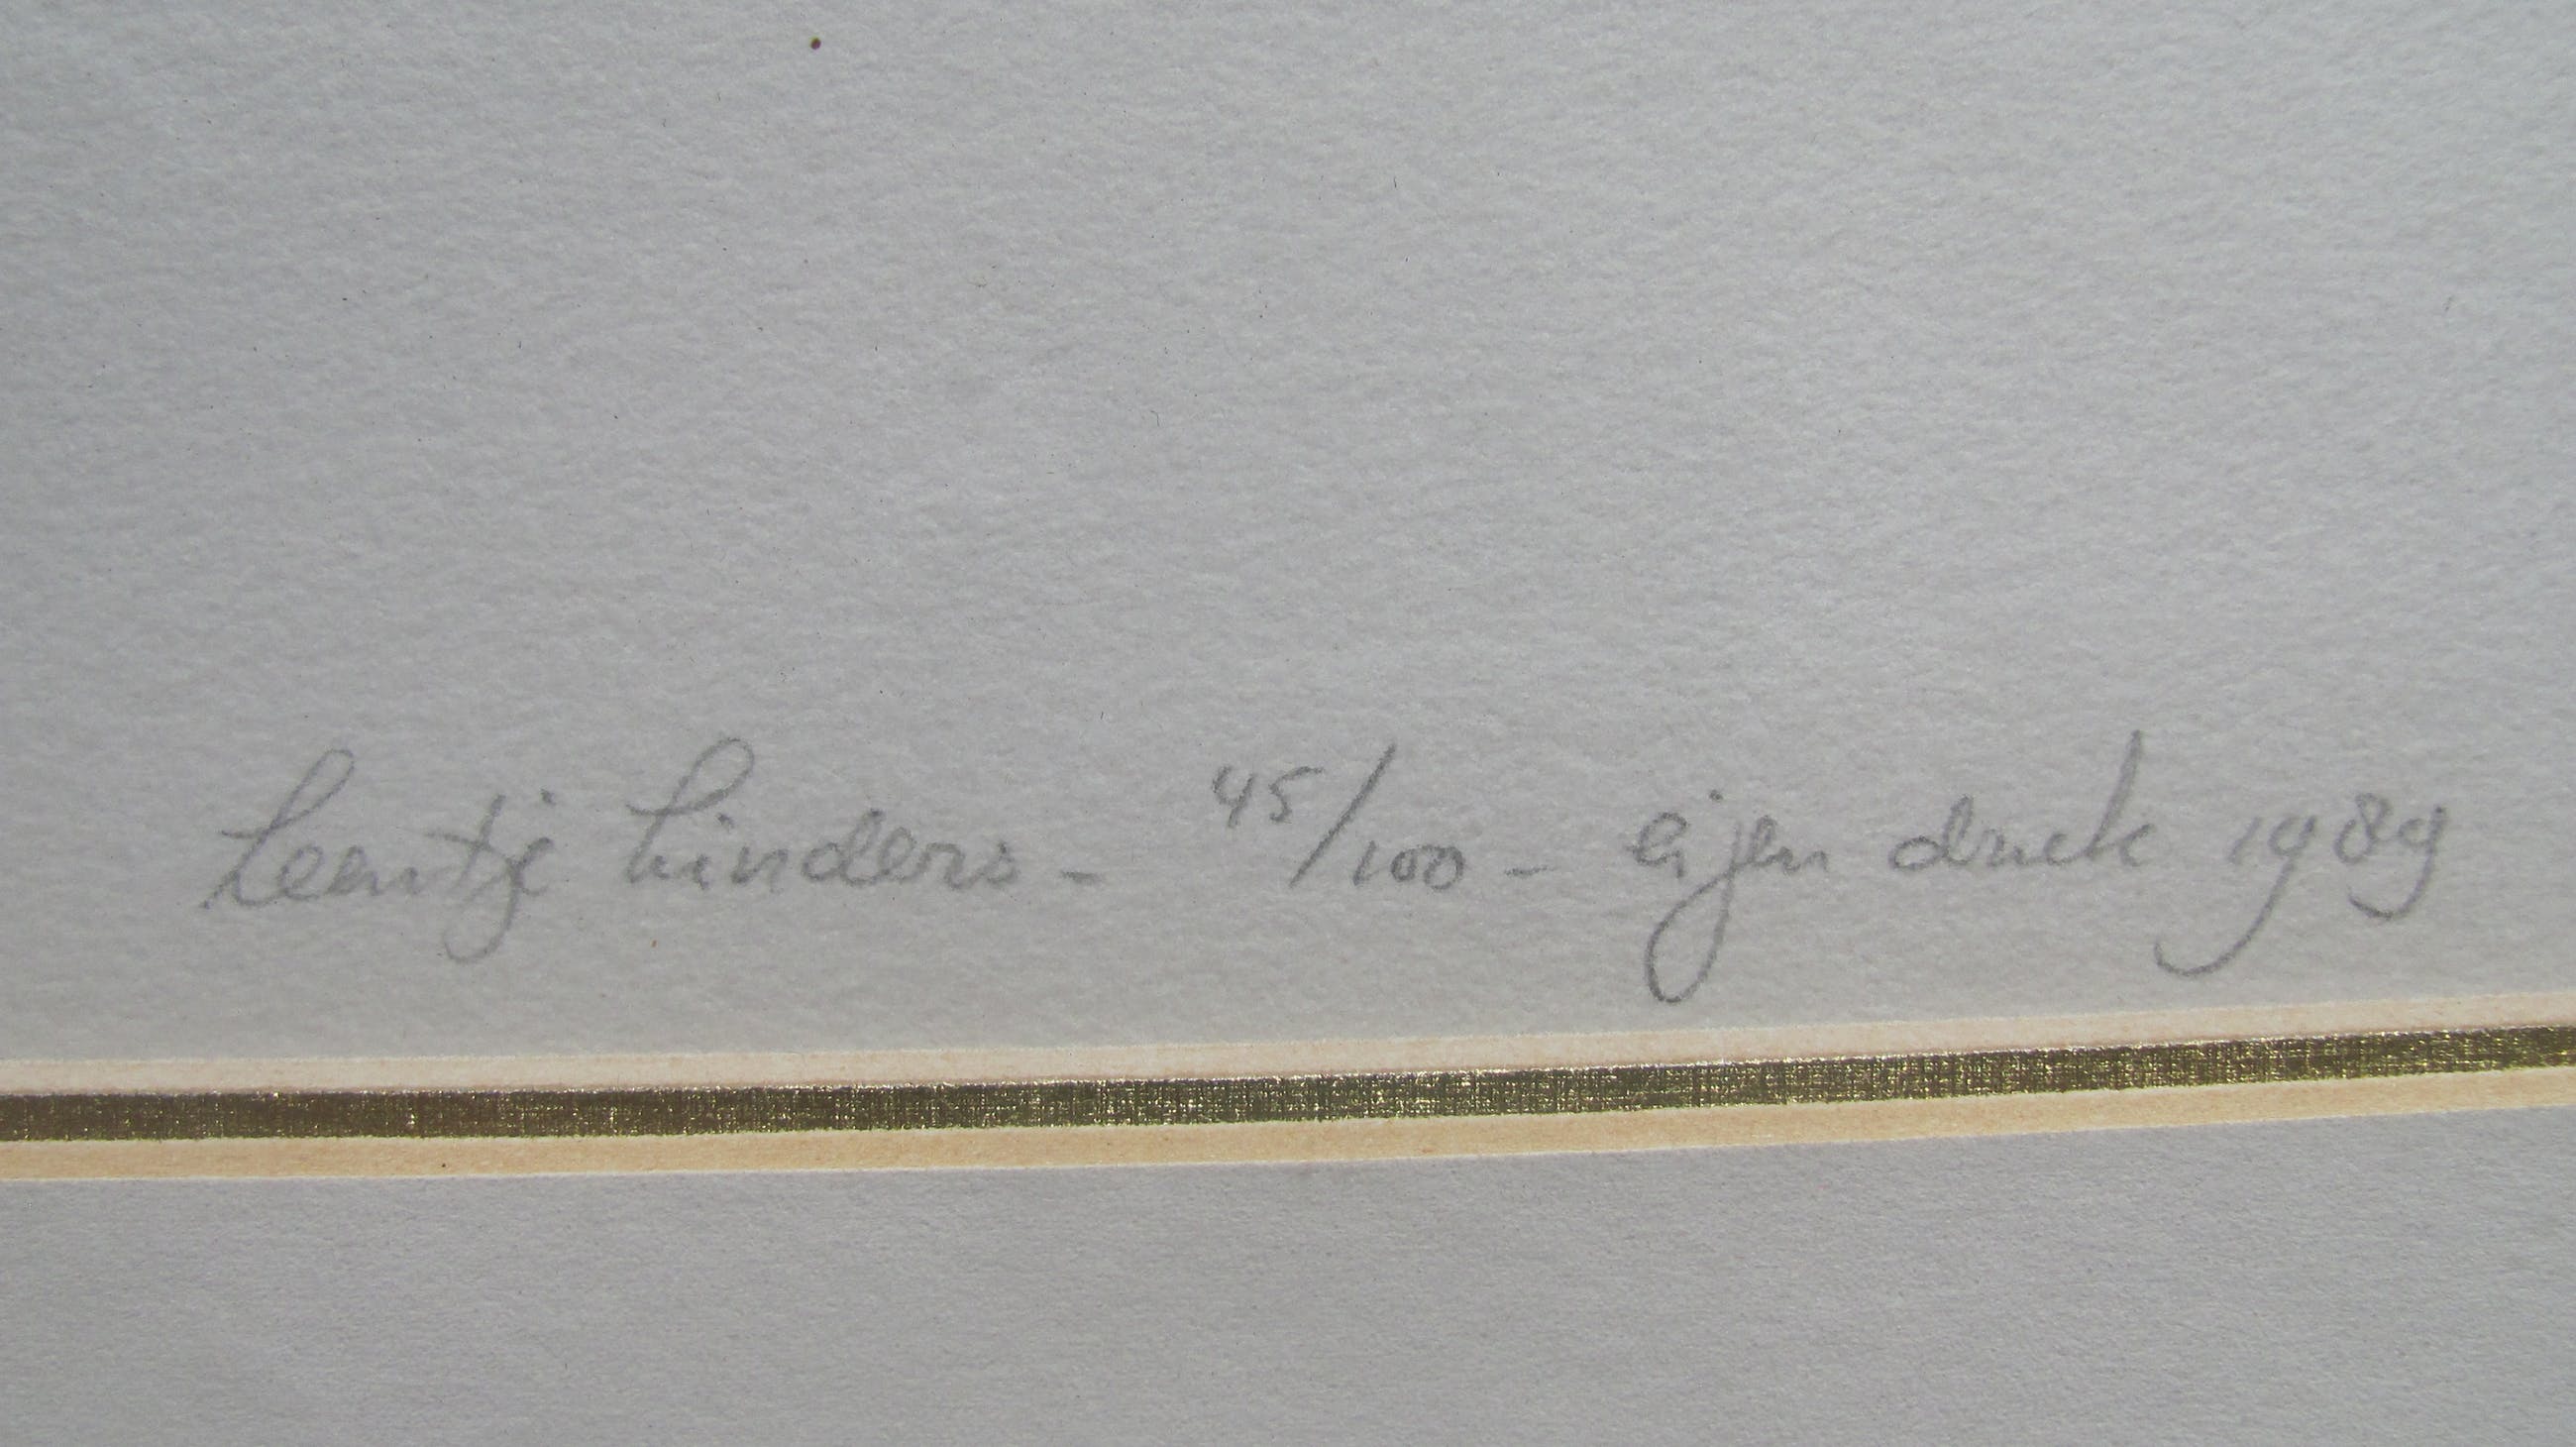 Leentje Linders - 45/100 - eigen druk 1989